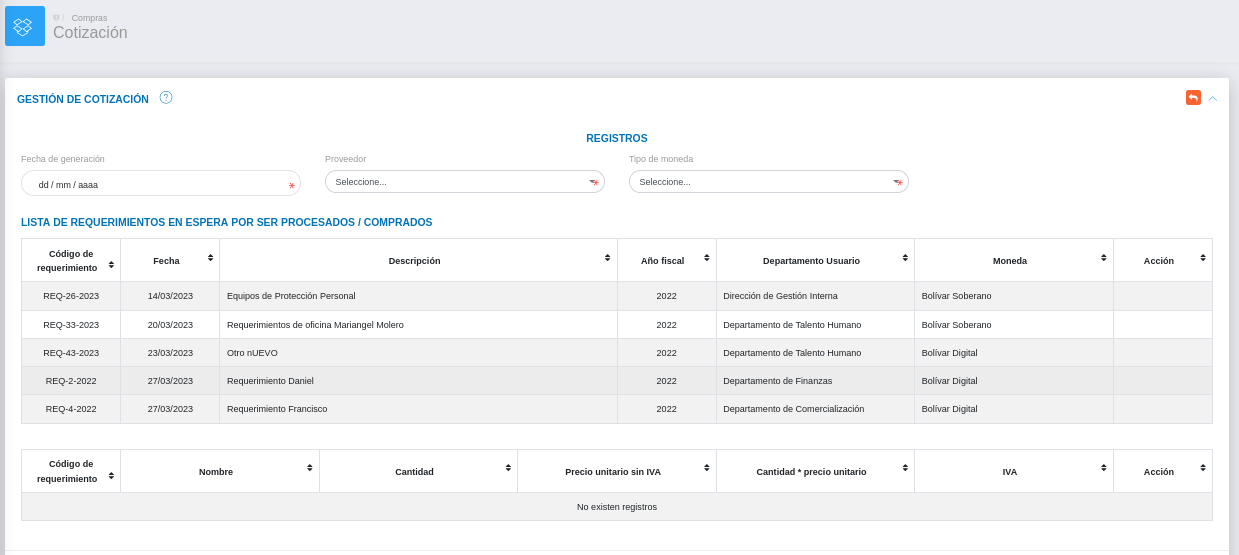 Compras
Cotización
GESTIÓN DE COTIZACIÓN ?
REGISTROS
Fecha de generación Proveedor Tipo de moneda
dd / mm / aaaa * Seleccione... * Seleccione... *
LISTA DE REQUERIMIENTOS EN ESPERA POR SER PROCESADOS / COMPRADOS
Código de requerimiento Fecha Descripción Año fiscal Departamento Usuario Moneda Acción
REQ-26-2023 14/03/2023 Equipos de Protección Personal 2022 Dirección de Gestión Interna Bolívar Soberano
REQ-33-2023 20/03/2023 Requerimientos de oficina Mariangel Molero 2022 Departamento de Talento Humano Bolívar Soberano
REQ-43-2023 23/03/2023 Otro nUEVO 2022 Departamento de Talento Humano Bolívar Digital
REQ-2-2022 27/03/2023 Requerimiento Daniel 2022 Departamento de Finanzas Bolívar Digital
REQ-4-2022 27/03/2023 Requerimiento Francisco 2022 Departamento de Comercialización Bolívar Digital
Código de requerimiento Nombre Cantidad Precio unitario sin IVA Cantidad * precio unitario IVA Acción
No existen registros